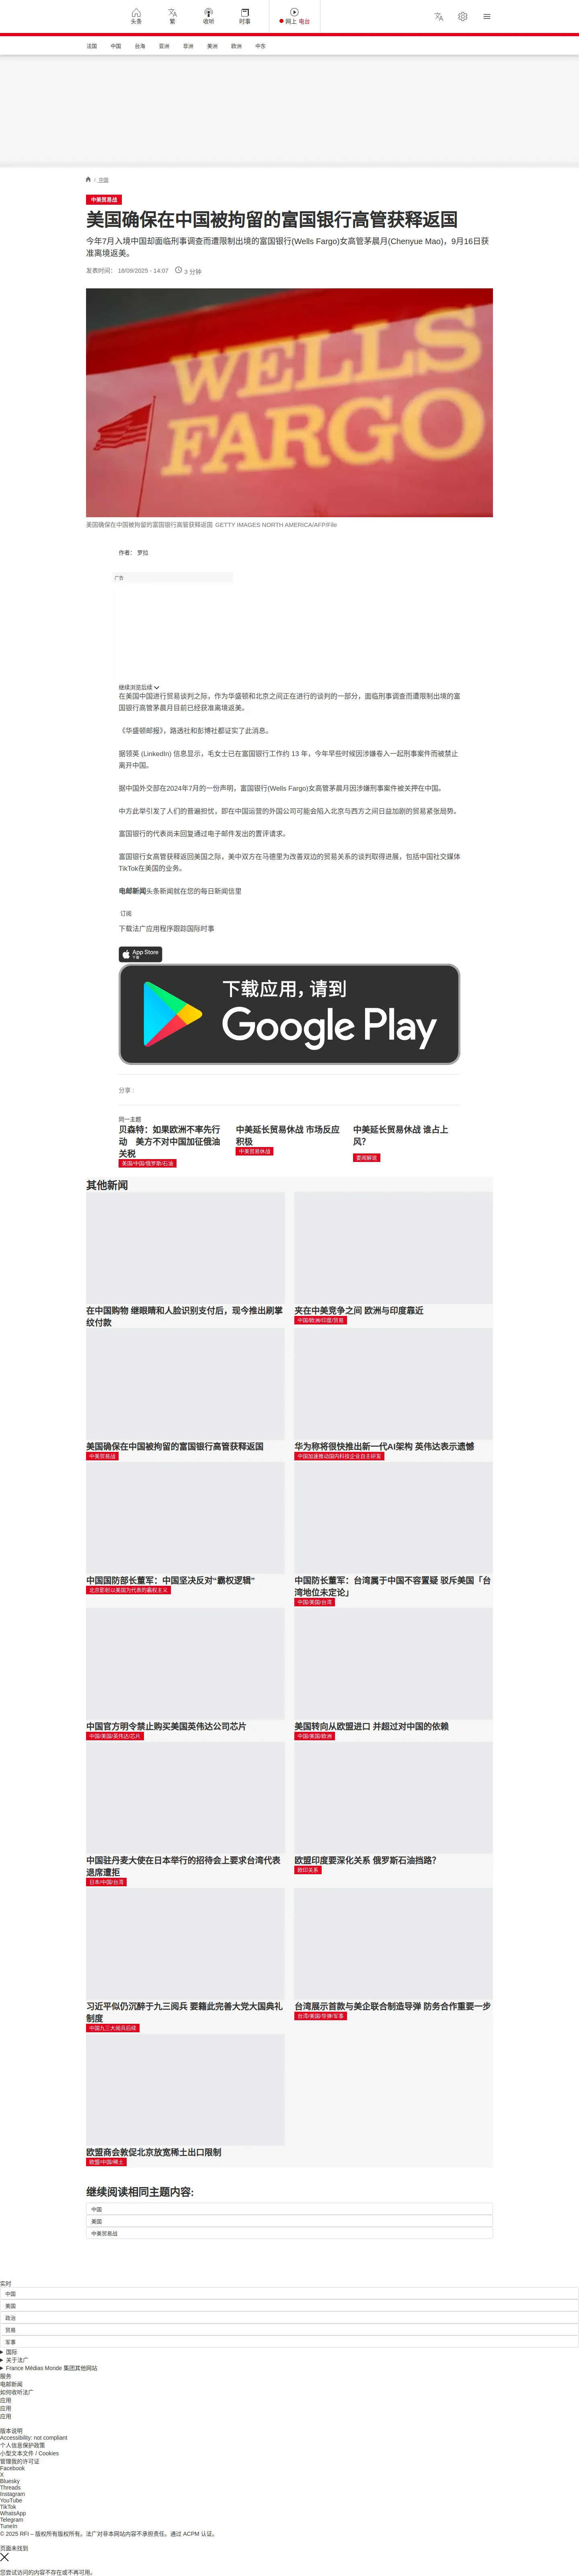 头条
繁
收听
时事
网上 电台
法国
中国
台海
亚洲
非洲
美洲
欧洲
中东
/ 中国
中美贸易战
美国确保在中国被拘留的富国银行高管获释返国
今年7月入境中国却面临刑事调查而遭限制出境的富国银行(Wells Fargo)女高管茅晨月(Chenyue Mao)，9月16日获
准离境返美。
发表时间： 18/09/2025 - 14:07
3 分钟
WELLS
FARGO
美国确保在中国被拘留的富国银行高管获释返国 GETTY IMAGES NORTH AMERICA/AFP/File
作者： 罗拉
广告
继续浏览后续
在美国中国进行贸易谈判之际，作为华盛顿和北京之间正在进行的谈判的一部分，面临刑事调查而遭限制出境的富
国银行高管茅晨月目前已经获准离境返美。
《华盛顿邮报》，路透社和彭博社都证实了此消息。
据领英 (LinkedIn) 信息显示，毛女士已在富国银行工作约 13 年，今年早些时候因涉嫌卷入一起刑事案件而被禁止
离开中国。
据中国外交部在2024年7月的一份声明，富国银行(Wells Fargo)女高管茅晨月因涉嫌刑事案件被关押在中国。
中方此举引发了人们的普遍担忧，即在中国运营的外国公司可能会陷入北京与西方之间日益加剧的贸易紧张局势。
富国银行的代表尚未回复通过电子邮件发出的置评请求。
富国银行女高管获释返回美国之际，美中双方在马德里为改善双边的贸易关系的谈判取得进展，包括中国社交媒体
TikTok在美国的业务。
电邮新闻头条新闻就在您的每日新闻信里
订阅
下载法广应用程序跟踪国际时事
App Store
下载
下载应用，请到
Google Play
分享 :
同一主题
贝森特：如果欧洲不率先行
动 美方不对中国加征俄油
关税
美国/中国/俄罗斯/石油
中美延长贸易休战 市场反应
积极
中美贸易休战
中美延长贸易休战 谁占上
风？
要闻解说
其他新闻
在中国购物 继眼睛和人脸识别支付后，现今推出刷掌
纹付款
夹在中美竞争之间 欧洲与印度靠近
中国/欧洲/印度/贸易
美国确保在中国被拘留的富国银行高管获释返国
中美贸易战
华为称将很快推出新一代AI架构 英伟达表示遗憾
中国加速推动国内科技企业自主研发
中国国防部长董军：中国坚决反对“霸权逻辑”
北京影射以美国为代表的霸权主义
中国防长董军：台湾属于中国不容置疑 驳斥美国「台
湾地位未定论」
中国/美国/台湾
中国官方明令禁止购买美国英伟达公司芯片
中国/美国/英伟达/芯片
美国转向从欧盟进口 并超过对中国的依赖
中国/美国/欧洲
中国驻丹麦大使在日本举行的招待会上要求台湾代表
退席遭拒
日本/中国/台湾
欧盟印度要深化关系 俄罗斯石油挡路？
欧印关系
习近平似仍沉醉于九三阅兵 要籍此完善大党大国典礼
制度
中国九三大阅兵后续
台湾展示首款与美企联合制造导弹 防务合作重要一步
台湾/美国/导弹/军事
欧盟商会敦促北京放宽稀土出口限制
欧盟/中国/稀土
继续阅读相同主题内容:
中国
美国
中美贸易战
实时
中国
美国
政治
贸易
军事
国际
关于法广
France Médias Monde 集团其他网站
服务
电邮新闻
如何收听法广
应用
应用
应用
版本说明
Accessibility: not compliant
个人信息保护政策
小型文本文件 / Cookies
管理我的许可证
Facebook
X
Bluesky
Threads
Instagram
YouTube
TikTok
WhatsApp
Telegram
TuneIn
© 2025 RFI – 版权所有版权所有。法广对非本网站内容不承担责任。通过 ACPM 认证。
页面未找到
您尝试访问的内容不存在或不再可用。